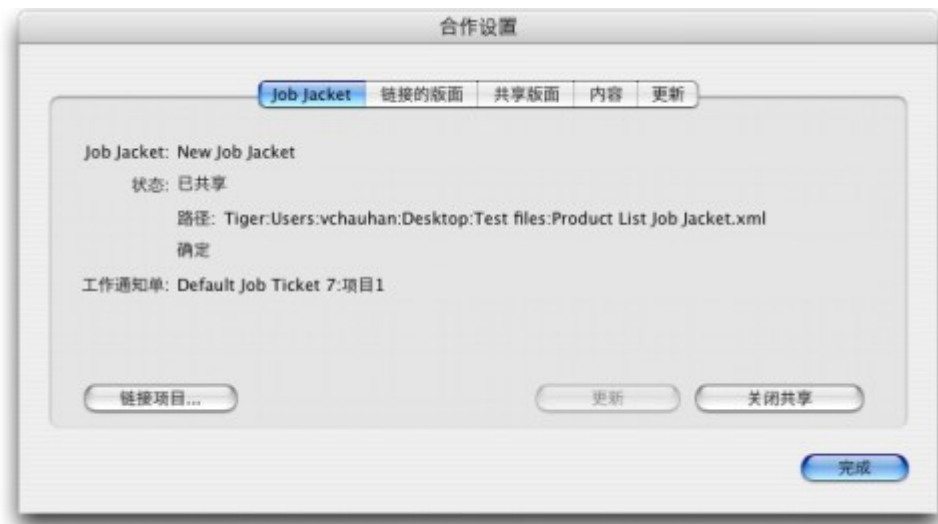 合作设置
Job Jacket 链接的版面 共享版面 内容 更新
Job Jacket: New Job Jacket
状态: 已共享
路径: Tiger:Users:vchauhan:Desktop:Test files:Product List Job Jacket.xml
确定
工作通知单: Default Job Ticket 7:项目1
链接项目... 更新 关闭共享
完成